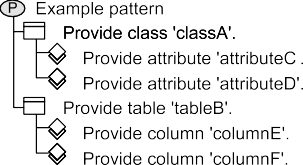 P Example pattern
Provide class 'classA'.
Provide attribute 'attributeC .
Provide attribute 'attributeD'.
Provide table 'tableB'.
Provide column 'columnE'.
Provide column 'columnF'.